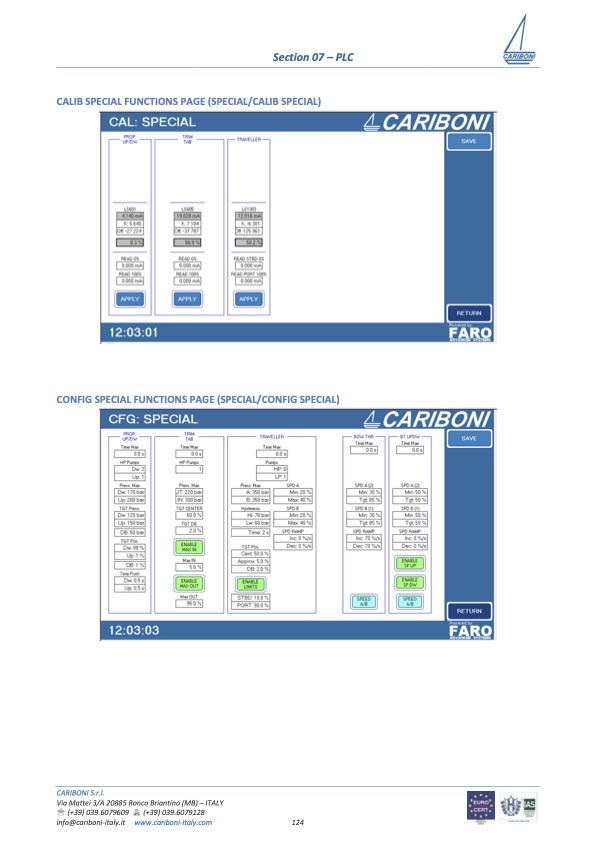 Section 07 – PLC
CARIBONI
CALIB SPECIAL FUNCTIONS PAGE (SPECIAL/CALIB SPECIAL)
CAL: SPECIAL
CARIBONI
PROP. UP/DW
TRIM TAB
TRAVELLER
SAVE
LS601
4.140 mA
K: 6.645
Off: -27.224
0.3 %
READ 0%
0.000 mA
READ 100%
0.000 mA
APPLY
LS605
19.028 mA
K: 7.184
Off: -37.787
98.9 %
READ 0%
0.000 mA
READ 100%
0.000 mA
APPLY
LS1103
12.016 mA
K: -6.301
Off: 125.961
50.2 %
READ STBD 0%
0.000 mA
READ PORT 100%
0.000 mA
APPLY
RETURN
12:03:01
Powered by
FARO
ADVANCED SYSTEMS
CONFIG SPECIAL FUNCTIONS PAGE (SPECIAL/CONFIG SPECIAL)
CFG: SPECIAL
CARIBONI
PROP. UP/DW
Time Max
0.0 s
HP Pumps
Dw: 2
Up: 1
Press. Max
Dw: 170 bar
Up: 200 bar
TGT Press.
Dw: 120 bar
Up: 150 bar
DB: 50 bar
TGT Pos.
Dw: 99 %
Up: 1 %
DB: 1 %
Time Push
Dw: 0.5 s
Up: 0.5 s
TRIM TAB
Time Max
0.0 s
HP Pumps
1
Press. Max
/T: 220 bar
IN: 300 bar
TGT CENTER
50.0 %
TGT DB
2.0 %
ENABLE MAX IN
Max IN
5.0 %
ENABLE MAX OUT
Max OUT
95.0 %
TRAVELLER
Time Max
0.0 s
Pumps
HP: 0
LP: 1
Press. Max
A: 350 bar
B: 350 bar
Hysteresis
Hi: 70 bar
Lw: 60 bar
Time: 2 s
TGT Pos.
Cent: 50.0 %
Approx: 5.0 %
DB: 2.0 %
ENABLE LIMITS
STBD: 10.0 %
PORT: 90.0 %
SPD A
Min: 20 %
Max: 40 %
SPD B
Min: 20 %
Max: 40 %
SPD RAMP
Inc: 0 %/s
Dec: 0 %/s
BOW THR
Time Max
0.0 s
SPD A (2)
Min: 30 %
Tgt: 85 %
SPD B (1)
Min: 30 %
Tgt: 85 %
SPD RAMP
Inc: 70 %/s
Dec: 70 %/s
SPEED A/B
BT UP/DW
Time Max
0.0 s
SPD A (2)
Min: 50 %
Tgt: 50 %
SPD B (1)
Min: 50 %
Tgt: 50 %
SPD RAMP
Inc: 0 %/s
Dec: 0 %/s
ENABLE SF UP
ENABLE SF DW
SPEED A/B
SAVE
RETURN
12:03:03
Powered by
FARO
ADVANCED SYSTEMS
CARIBONI S.r.l.
Via Mattei 3/A 20885 Ronco Briantino (MB) – ITALY
(+39) 039.6079609 (+39) 039.6079128
info@cariboni-italy.it www.cariboni-italy.com
124
EURO CERT
IAS